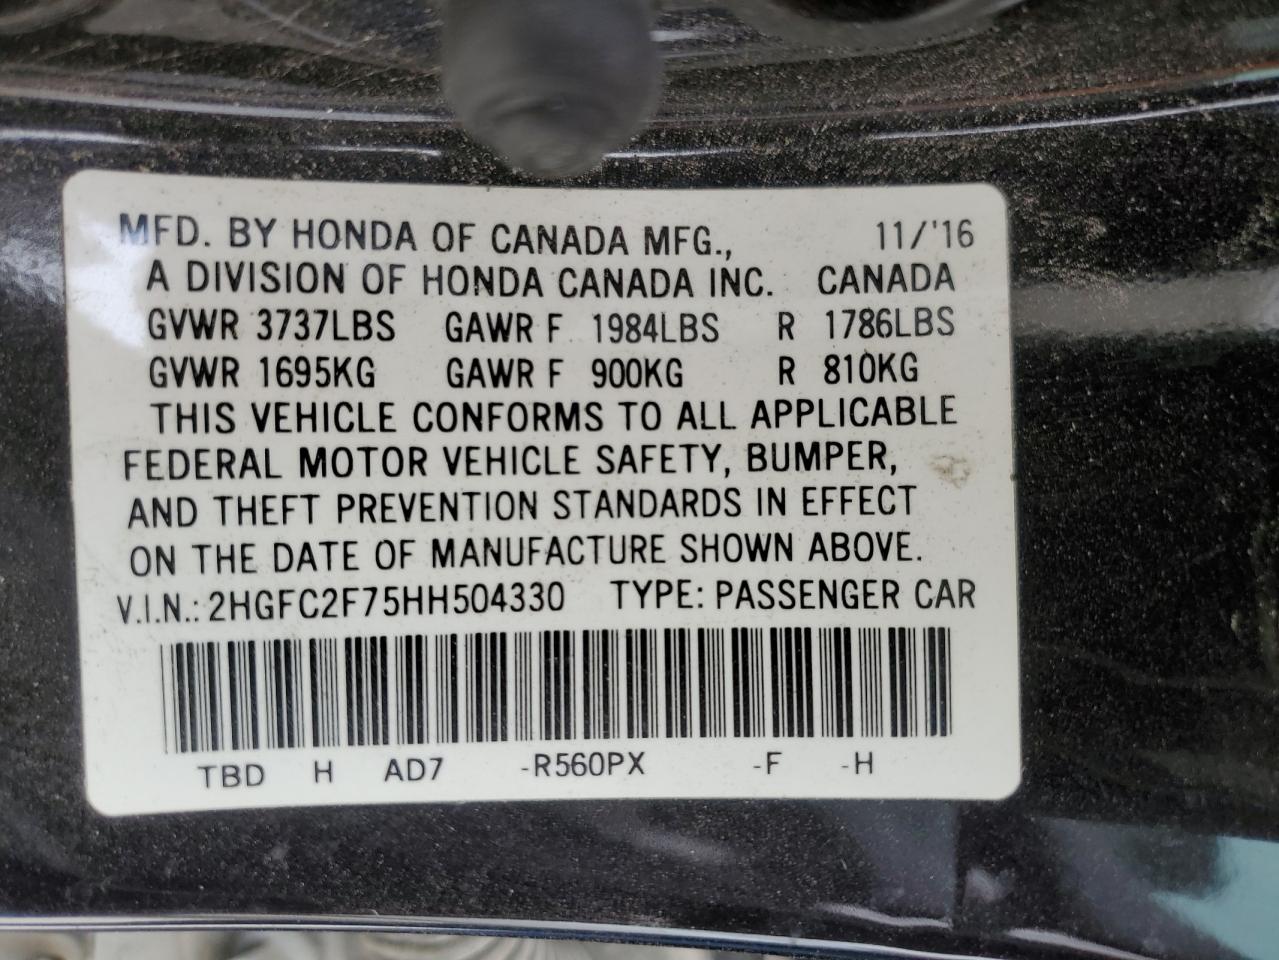 MFD. BY HONDA OF CANADA MFG., 11/'16
A DIVISION OF HONDA CANADA INC. CANADA
GVWR 3737LBS GAWR F 1984LBS R 1786LBS
GVWR 1695KG GAWR F 900KG R 810KG
THIS VEHICLE CONFORMS TO ALL APPLICABLE
FEDERAL MOTOR VEHICLE SAFETY, BUMPER,
AND THEFT PREVENTION STANDARDS IN EFFECT
ON THE DATE OF MANUFACTURE SHOWN ABOVE.
V.I.N.: 2HGFC2F75HH504330 TYPE: PASSENGER CAR
TBD H AD7 -R560PX -F -H